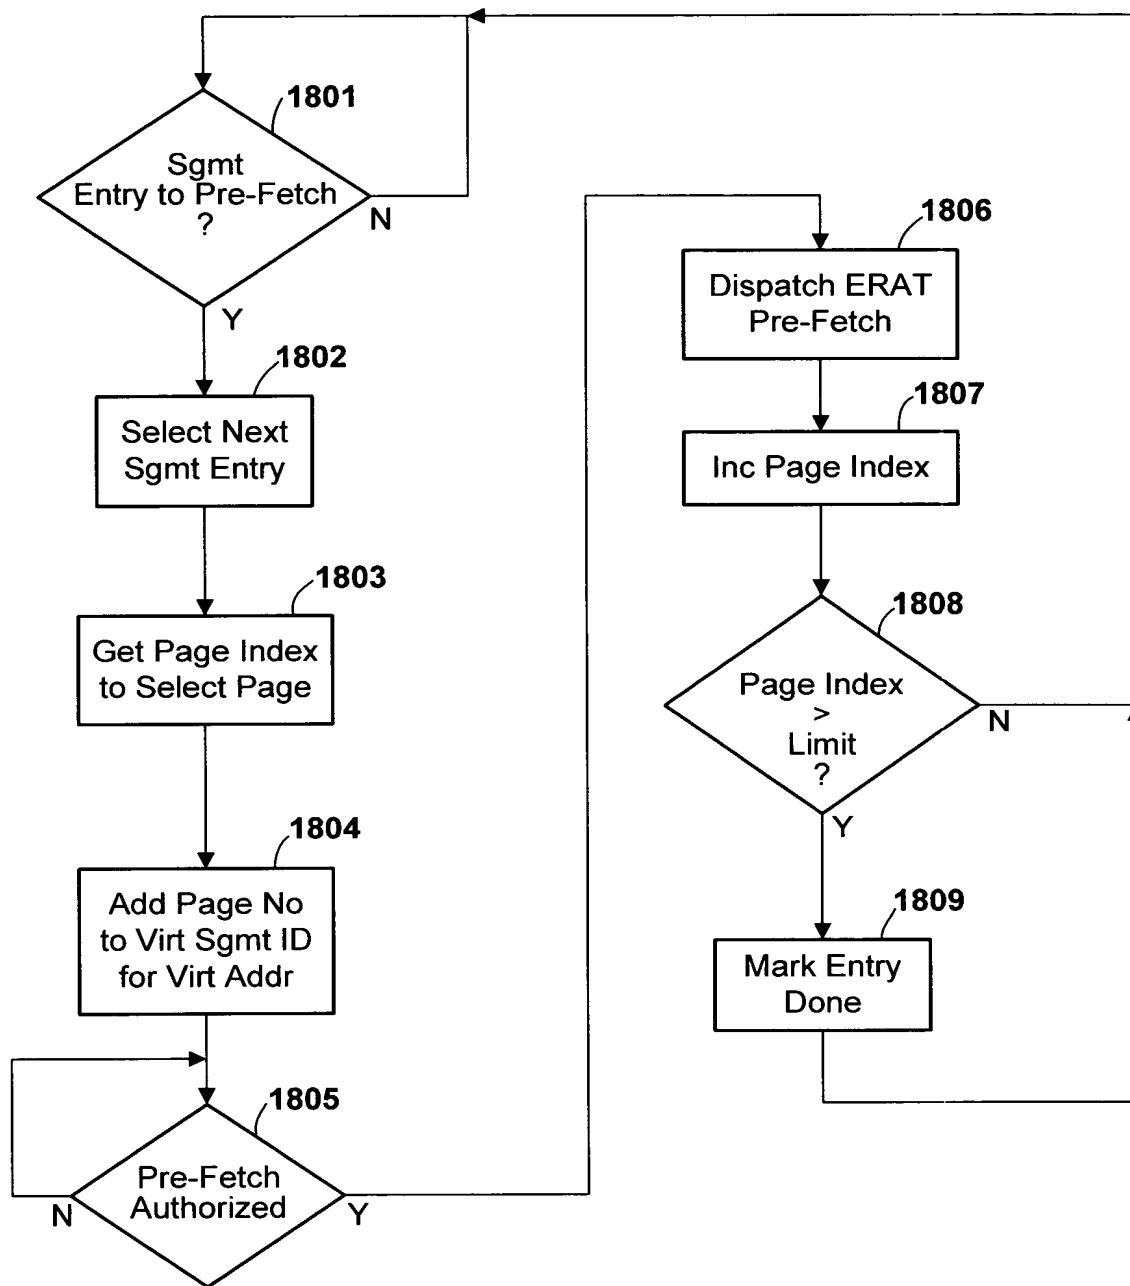 1801
Sgmt
Entry to Pre-Fetch
?
N
Y
1802
Select Next
Sgmt Entry
1803
Get Page Index
to Select Page
1804
Add Page No
to Virt Sgmt ID
for Virt Addr
1805
Pre-Fetch
Authorized
N
Y
1806
Dispatch ERAT
Pre-Fetch
1807
Inc Page Index
1808
Page Index
>
Limit
?
N
Y
1809
Mark Entry
Done